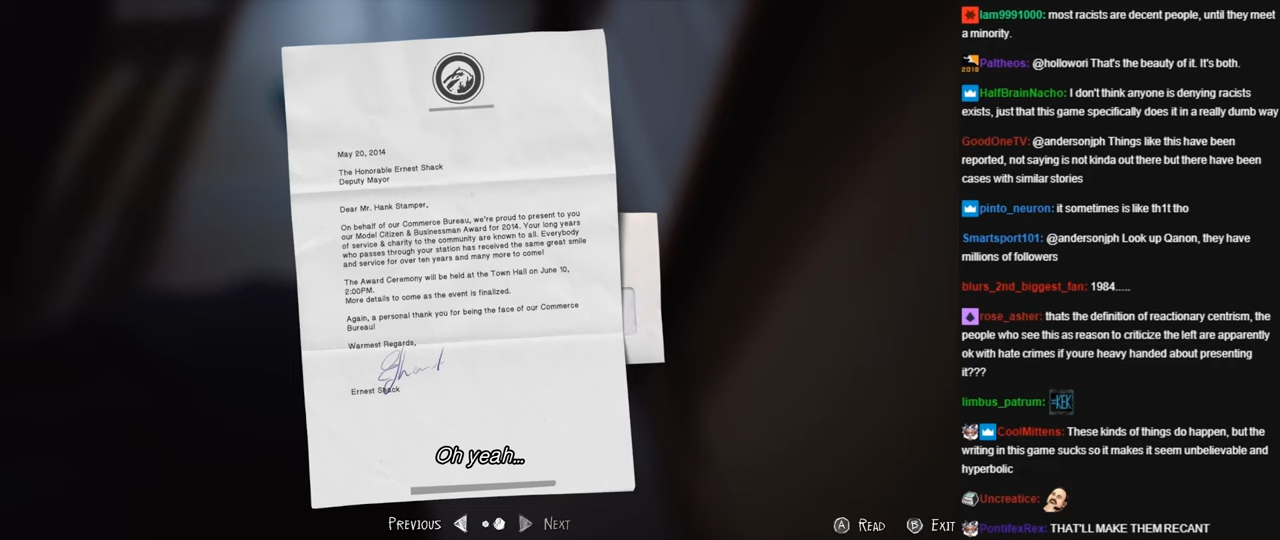 May 20, 2014
The Honorable Ernest Shack
Deputy Mayor
Dear Mr. Hank Stamper,
On behalf of our Commerce Bureau, we're proud to present to you
our Model Citizen & Businessman Award for 2014. Your long years
of service & charity to the community are known to all. Everybody
who passes through your station has received the same great smile
and service for over ten years and many more to come!
The Award Ceremony will be held at the Town Hall on June 10,
2:00PM.
More details to come as the event is finalized.
Again, a personal thank you for being the face of our Commerce
Bureau!
Warmest Regards,
Ernest Shack
Oh yeah...
Previous
Next
A Read
B Exit
Iam9991000: most racists are decent people, until they meet
a minority.
2018 Paltheos: @hollowori That's the beauty of it. It's both.
HalfBrainNacho: I don't think anyone is denying racists
exists, just that this game specifically does it in a really dumb way
GoodOneTV: @andersonjph Things like this have been
reported, not saying is not kinda out there but there have been
cases with similar stories
pinto_neuron: it sometimes is like th1t tho
Smartsport101: @andersonjph Look up Qanon, they have
millions of followers
blurs_2nd_biggest_fan: 1984.....
rose_asher: thats the definition of reactionary centrism, the
people who see this as reason to criticize the left are apparently
ok with hate crimes if youre heavy handed about presenting
it???
limbus_patrum: =KEK
CoolMittens: These kinds of things do happen, but the
writing in this game sucks so it makes it seem unbelievable and
hyperbolic
Uncreatice:
PontifexRex: THAT'LL MAKE THEM RECANT